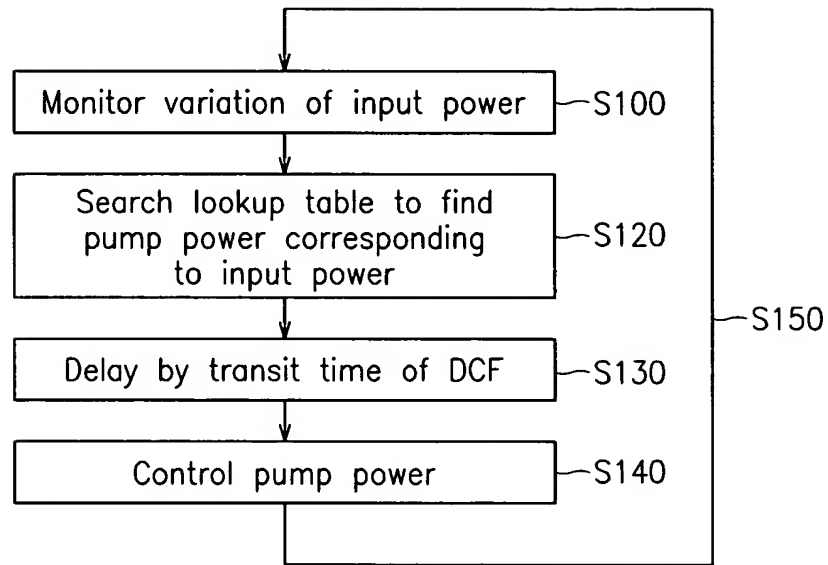 Monitor variation of input power
S100
Search lookup table to find
pump power corresponding
to input power
S120
S150
Delay by transit time of DCF
S130
Control pump power
S140